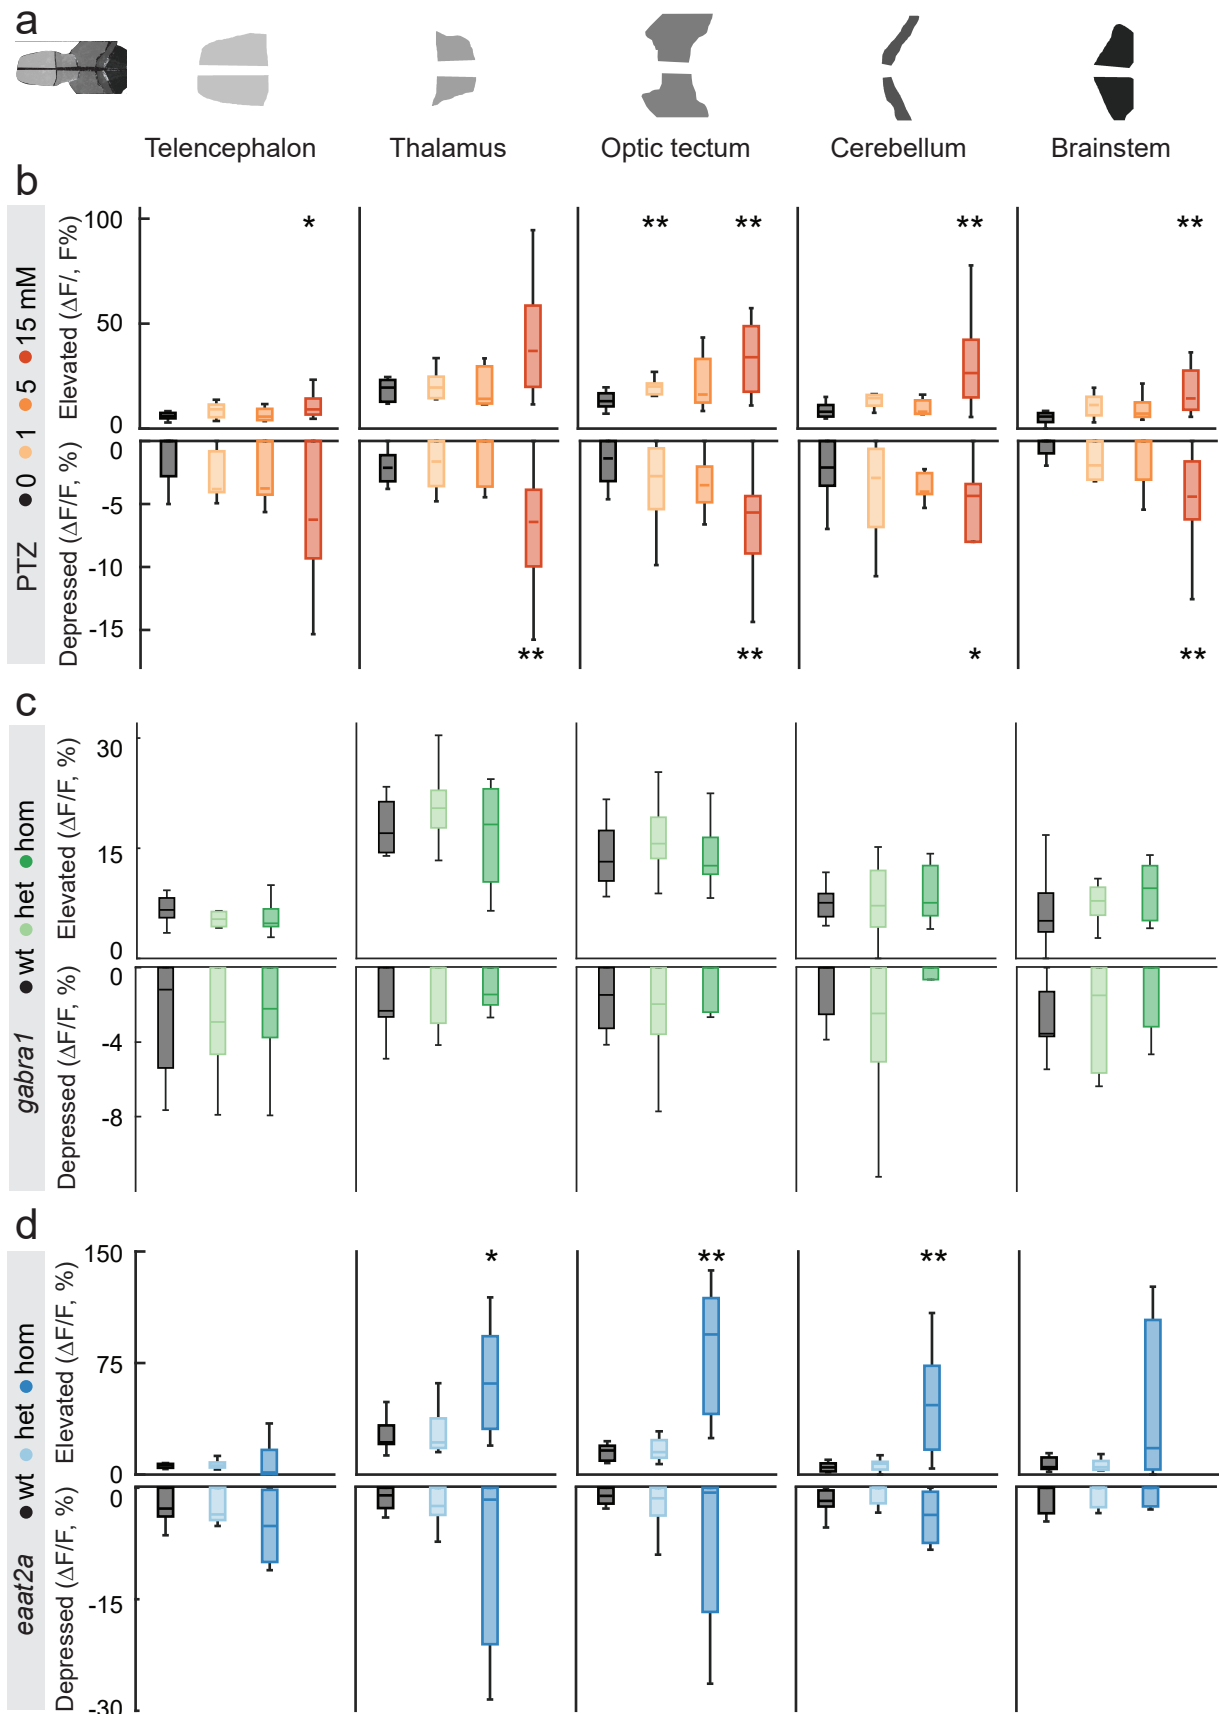 a
Telencephalon Thalamus Optic tectum Cerebellum Brainstem
b
PTZ ●0 ●1 ●5 ●15 mM
Elevated (ΔF/, F%)
100
50
0
* ** ** ** **
Depressed (ΔF/F, %)
0
-5
-10
-15
** ** * **
c
gabra1 ●wt ●het ●hom
Elevated (ΔF/F, %)
30
15
0
Depressed (ΔF/F, %)
0
-4
-8
d
eaat2a ●wt ●het ●hom
Elevated (ΔF/F, %)
150
75
0
* ** **
Depressed (ΔF/F, %)
0
-15
-30